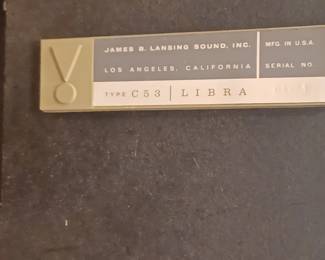 JAMES B. LANSING SOUND, INC. MFG. IN U.S.A.
LOS ANGELES, CALIFORNIA SERIAL NO.
TYPE C53 LIBRA